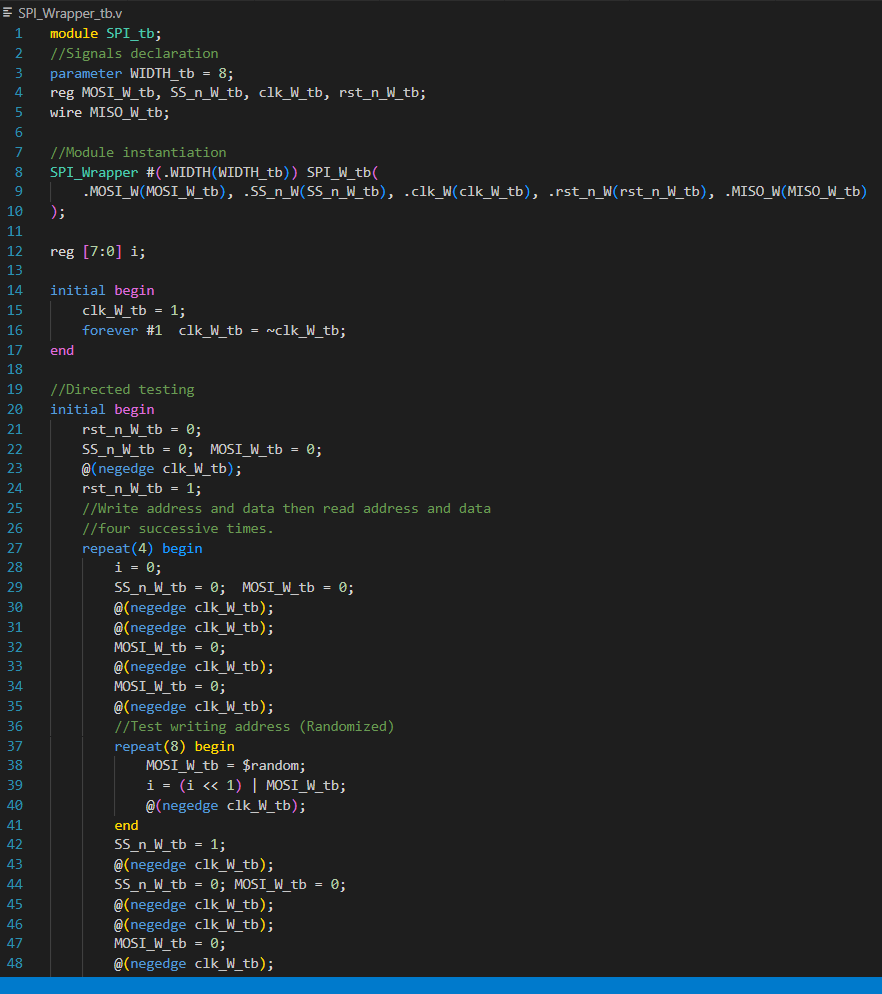 SPI_Wrapper_tb.v
1 module SPI_tb;
2 //Signals declaration
3 parameter WIDTH_tb = 8;
4 reg MOSI_W_tb, SS_n_W_tb, clk_W_tb, rst_n_W_tb;
5 wire MISO_W_tb;
6
7 //Module instantiation
8 SPI_Wrapper #(.WIDTH(WIDTH_tb)) SPI_W_tb(
9     .MOSI_W(MOSI_W_tb), .SS_n_W(SS_n_W_tb), .clk_W(clk_W_tb), .rst_n_W(rst_n_W_tb), .MISO_W(MISO_W_tb)
10 );
11
12 reg [7:0] i;
13
14 initial begin
15     clk_W_tb = 1;
16     forever #1  clk_W_tb = ~clk_W_tb;
17 end
18
19 //Directed testing
20 initial begin
21     rst_n_W_tb = 0;
22     SS_n_W_tb = 0;  MOSI_W_tb = 0;
23     @(negedge clk_W_tb);
24     rst_n_W_tb = 1;
25     //Write address and data then read address and data
26     //four successive times.
27     repeat(4) begin
28         i = 0;
29         SS_n_W_tb = 0;  MOSI_W_tb = 0;
30         @(negedge clk_W_tb);
31         @(negedge clk_W_tb);
32         MOSI_W_tb = 0;
33         @(negedge clk_W_tb);
34         MOSI_W_tb = 0;
35         @(negedge clk_W_tb);
36         //Test writing address (Randomized)
37         repeat(8) begin
38             MOSI_W_tb = $random;
39             i = (i << 1) | MOSI_W_tb;
40             @(negedge clk_W_tb);
41         end
42         SS_n_W_tb = 1;
43         @(negedge clk_W_tb);
44         SS_n_W_tb = 0; MOSI_W_tb = 0;
45         @(negedge clk_W_tb);
46         @(negedge clk_W_tb);
47         MOSI_W_tb = 0;
48         @(negedge clk_W_tb);